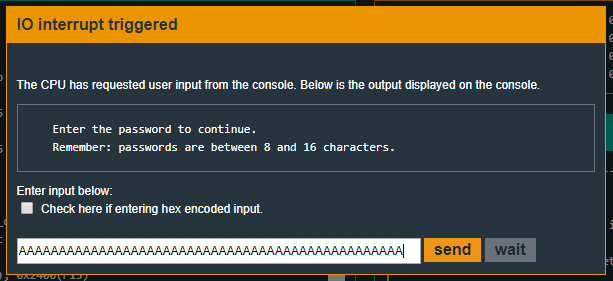 IO interrupt triggered
The CPU has requested user input from the console. Below is the output displayed on the console.
Enter the password to continue.
Remember: passwords are between 8 and 16 characters.
Enter input below:
Check here if entering hex encoded input.
AAAAAAAAAAAAAAAAAAAAAAAAAAAAAAAAAAAAAAAAAAAAAAAA
send
wait